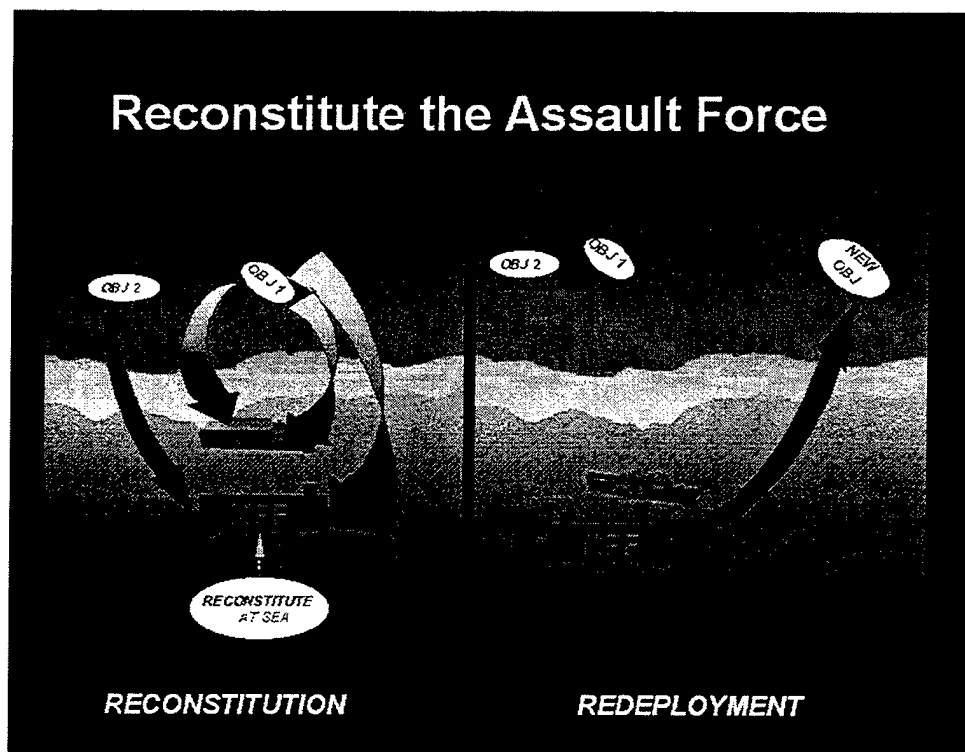 Reconstitute the Assault Force
OBJ 2
OBJ 1
RECONSTITUTE
AT SEA
RECONSTITUTION
OBJ 2
OBJ 1
NEW
OBJ
REDEPLOYMENT